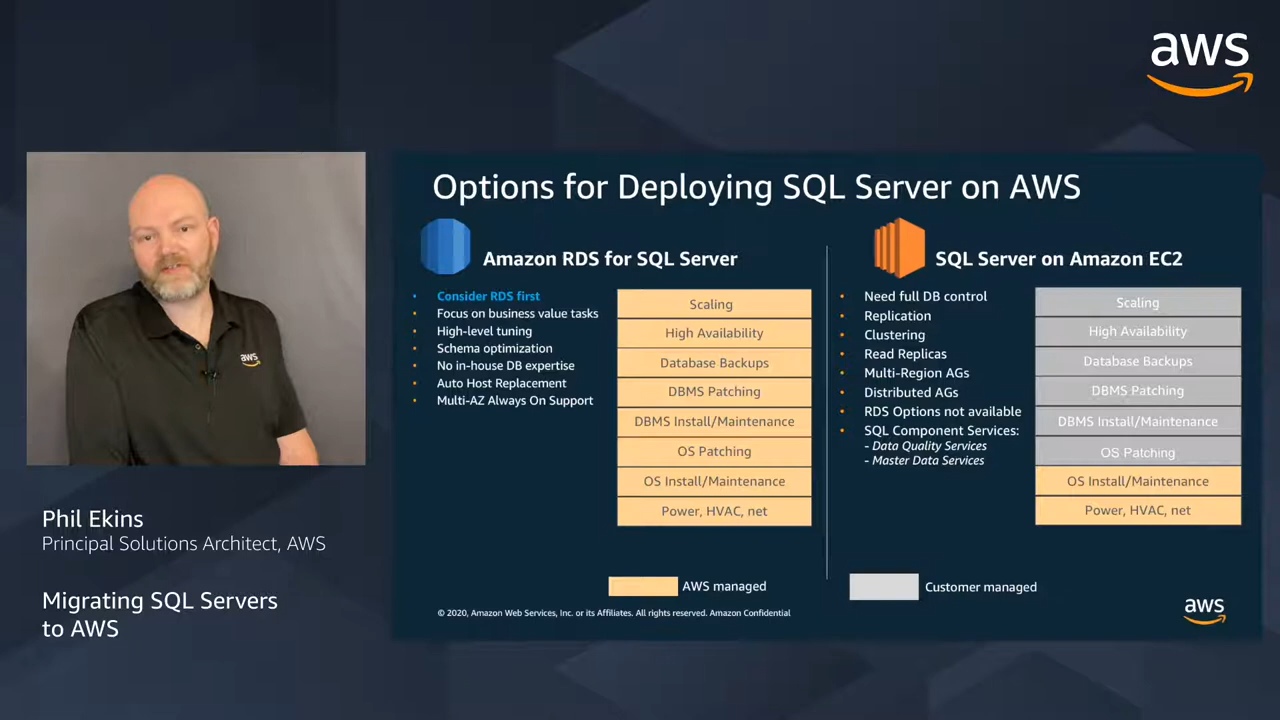 aws
aws
Phil Ekins
Principal Solutions Architect, AWS
Migrating SQL Servers
to AWS
Options for Deploying SQL Server on AWS
Amazon RDS for SQL Server
• Consider RDS first
• Focus on business value tasks
• High-level tuning
• Schema optimization
• No in-house DB expertise
• Auto Host Replacement
• Multi-AZ Always On Support
Scaling
High Availability
Database Backups
DBMS Patching
DBMS Install/Maintenance
OS Patching
OS Install/Maintenance
Power, HVAC, net
SQL Server on Amazon EC2
• Need full DB control
• Replication
• Clustering
• Read Replicas
• Multi-Region AGs
• Distributed AGs
• RDS Options not available
• SQL Component Services:
- Data Quality Services
- Master Data Services
Scaling
High Availability
Database Backups
DBMS Patching
DBMS Install/Maintenance
OS Patching
OS Install/Maintenance
Power, HVAC, net
AWS managed
Customer managed
© 2020, Amazon Web Services, Inc. or its Affiliates. All rights reserved. Amazon Confidential
aws